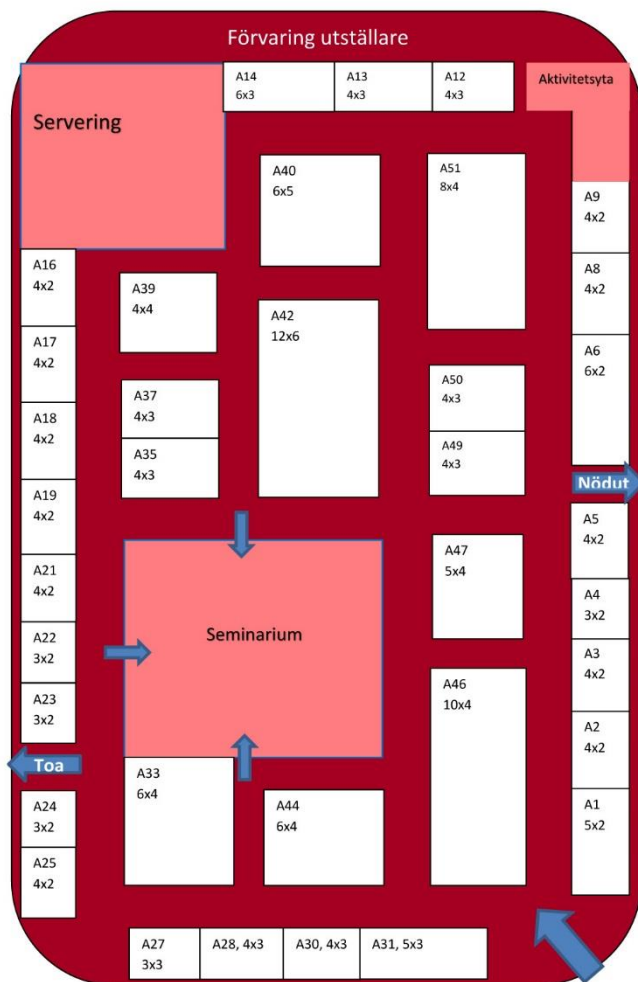 Förvaring utställare
A14
6x3
A13
4x3
A12
4x3
Aktivitetsyta
Servering
A40
6x5
A51
8x4
A9
4x2
A16
4x2
A39
4x4
A42
12x6
A8
4x2
A17
4x2
A6
6x2
A37
4x3
A50
4x3
A18
4x2
A35
4x3
A49
4x3
Nödut
A19
4x2
A5
4x2
A21
4x2
A47
5x4
A4
3x2
A22
3x2
Seminarium
A3
4x2
A23
3x2
A46
10x4
A2
4x2
Toa
A33
6x4
A44
6x4
A1
5x2
A24
3x2
A25
4x2
A27
3x3
A28, 4x3
A30, 4x3
A31, 5x3